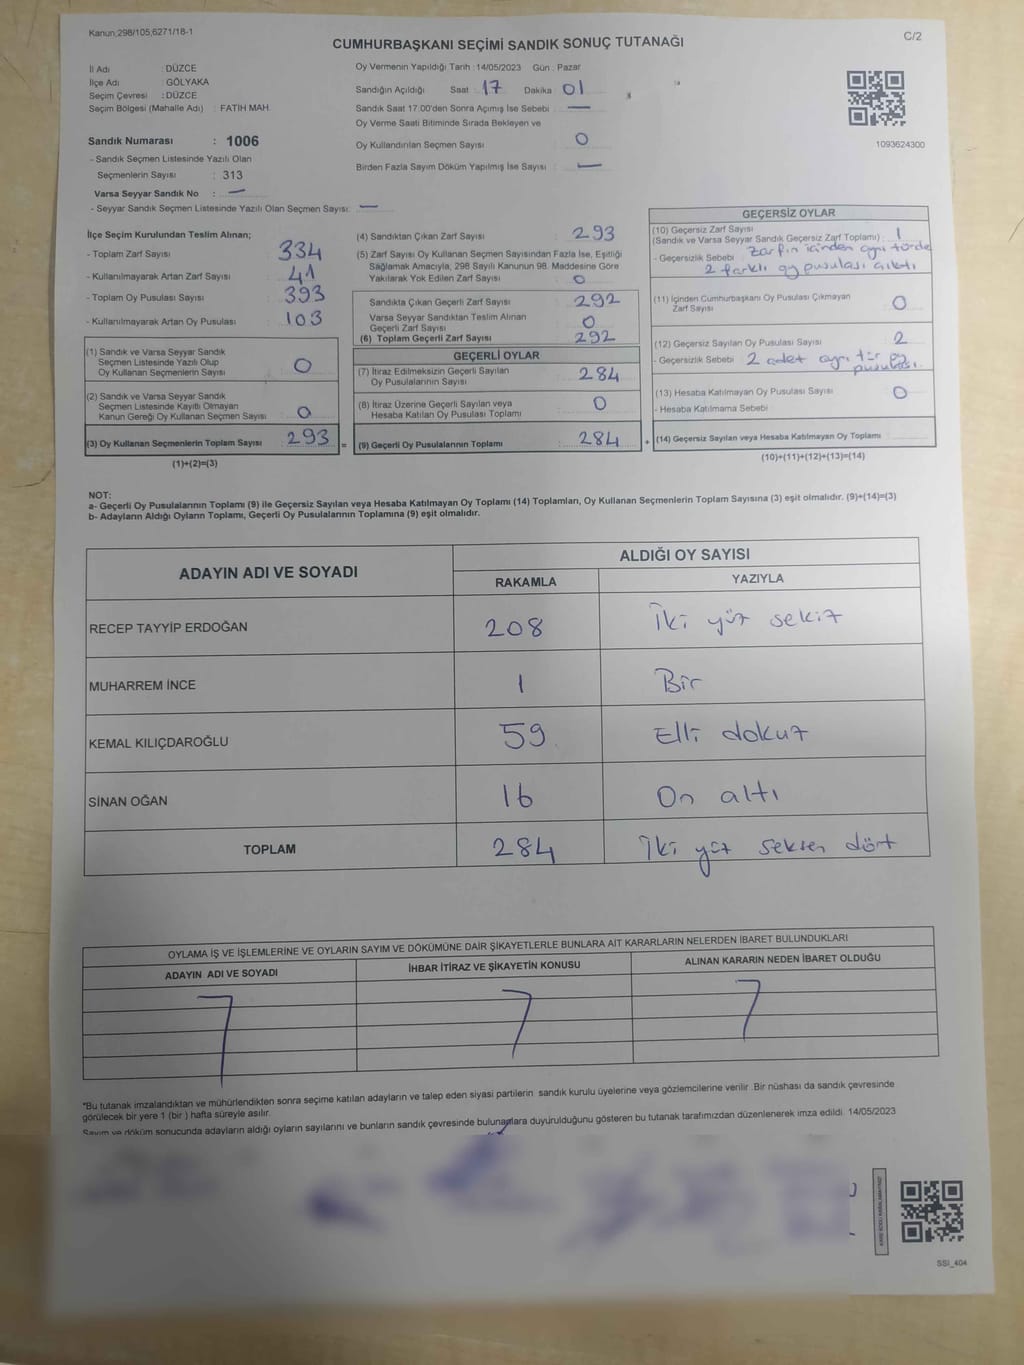 Kanun,298/105,6271/18-1
C/2
CUMHURBAŞKANI SEÇİMİ SANDIK SONUÇ TUTANAĞI
İl Adı : DÜZCE
İlçe Adı : GÖLYAKA
Seçim Çevresi : DÜZCE
Seçim Bölgesi (Mahalle Adı) : FATİH MAH.
Sandık Numarası : 1006
- Sandık Seçmen Listesinde Yazılı Olan
Seçmenlerin Sayısı : 313
Varsa Seyyar Sandık No : —
- Seyyar Sandık Seçmen Listesinde Yazılı Olan Seçmen Sayısı: —
Oy Vermenin Yapıldığı Tarih : 14/05/2023 Gün : Pazar
Sandığın Açıldığı Saat : 17 Dakika : 01
Sandık Saat 17:00'den Sonra Açılmış İse Sebebi : —
Oy Verme Saati Bitiminde Sırada Bekleyen ve
Oy Kullandırılan Seçmen Sayısı : 0
Birden Fazla Sayım Döküm Yapılmış İse Sayısı : —
1093624300
İlçe Seçim Kurulundan Teslim Alınan;
- Toplam Zarf Sayısı : 334
- Kullanılmayarak Artan Zarf Sayısı : 41
- Toplam Oy Pusulası Sayısı : 393
- Kullanılmayarak Artan Oy Pusulası : 103
(1) Sandık ve Varsa Seyyar Sandık
Seçmen Listesinde Yazılı Olup
Oy Kullanan Seçmenlerin Sayısı : 0
(2) Sandık ve Varsa Seyyar Sandık
Seçmen Listesinde Kayıtlı Olmayan
Kanun Gereği Oy Kullanan Seçmen Sayısı : 0
(3) Oy Kullanan Seçmenlerin Toplam Sayısı : 293 =
(1)+(2)=(3)
(4) Sandıktan Çıkan Zarf Sayısı : 293
(5) Zarf Sayısı Oy Kullanan Seçmen Sayısından Fazla İse, Eşitliği
Sağlamak Amacıyla, 298 Sayılı Kanunun 98. Maddesine Göre
Yakılarak Yok Edilen Zarf Sayısı : 0
Sandıkta Çıkan Geçerli Zarf Sayısı : 292
Varsa Seyyar Sandıktan Teslim Alınan
Geçerli Zarf Sayısı : 0
(6) Toplam Geçerli Zarf Sayısı : 292
GEÇERLİ OYLAR
(7) İtiraz Edilmeksizin Geçerli Sayılan
Oy Pusulalarının Sayısı : 284
(8) İtiraz Üzerine Geçerli Sayılan veya
Hesaba Katılan Oy Pusulası Toplamı : 0
(9) Geçerli Oy Pusulalarının Toplamı : 284 +
GEÇERSİZ OYLAR
(10) Geçersiz Zarf Sayısı
(Sandık ve Varsa Seyyar Sandık Geçersiz Zarf Toplamı) : 1
- Geçersizlik Sebebi : Zarfın içinden aynı türde
2 farklı oy pusulası çıktı
(11) İçinden Cumhurbaşkanı Oy Pusulası Çıkmayan
Zarf Sayısı : 0
(12) Geçersiz Sayılan Oy Pusulası Sayısı : 2
- Geçersizlik Sebebi : 2 adet ayrı tür oy
pusulası.
(13) Hesaba Katılmayan Oy Pusulası Sayısı : 0
- Hesaba Katılmama Sebebi
(14) Geçersiz Sayılan veya Hesaba Katılmayan Oy Toplamı
(10)+(11)+(12)+(13)=(14)
NOT:
a- Geçerli Oy Pusulalarının Toplamı (9) ile Geçersiz Sayılan veya Hesaba Katılmayan Oy Toplamı (14) Toplamları, Oy Kullanan Seçmenlerin Toplam Sayısına (3) eşit olmalıdır. (9)+(14)=(3)
b- Adayların Aldığı Oyların Toplamı, Geçerli Oy Pusulalarının Toplamına (9) eşit olmalıdır.
ADAYIN ADI VE SOYADI
ALDIĞI OY SAYISI
RAKAMLA YAZIYLA
RECEP TAYYİP ERDOĞAN 208 İki yüz sekiz
MUHARREM İNCE 1 Bir
KEMAL KILIÇDAROĞLU 59 Elli dokuz
SİNAN OĞAN 16 On altı
TOPLAM 284 İki yüz seksen dört
OYLAMA İŞ VE İŞLEMLERİNE VE OYLARIN SAYIM VE DÖKÜMÜNE DAİR ŞİKAYETLERLE BUNLARA AİT KARARLARIN NELERDEN İBARET BULUNDUKLARI
ADAYIN ADI VE SOYADI İHBAR İTİRAZ VE ŞİKAYETİN KONUSU ALINAN KARARIN NEDEN İBARET OLDUĞU
*Bu tutanak imzalandıktan ve mühürlendikten sonra seçime katılan adayların ve talep eden siyasi partilerin sandık kurulu üyelerine veya gözlemcilerine verilir. Bir nüshası da sandık çevresinde
görülecek bir yere 1 (bir) hafta süreyle asılır.
Sayım ve döküm sonucunda adayların aldığı oyların sayılarını ve bunların sandık çevresinde bulunanlara duyurulduğunu gösteren bu tutanak tarafımızdan düzenlenerek imza edildi. 14/05/2023
SSI_404